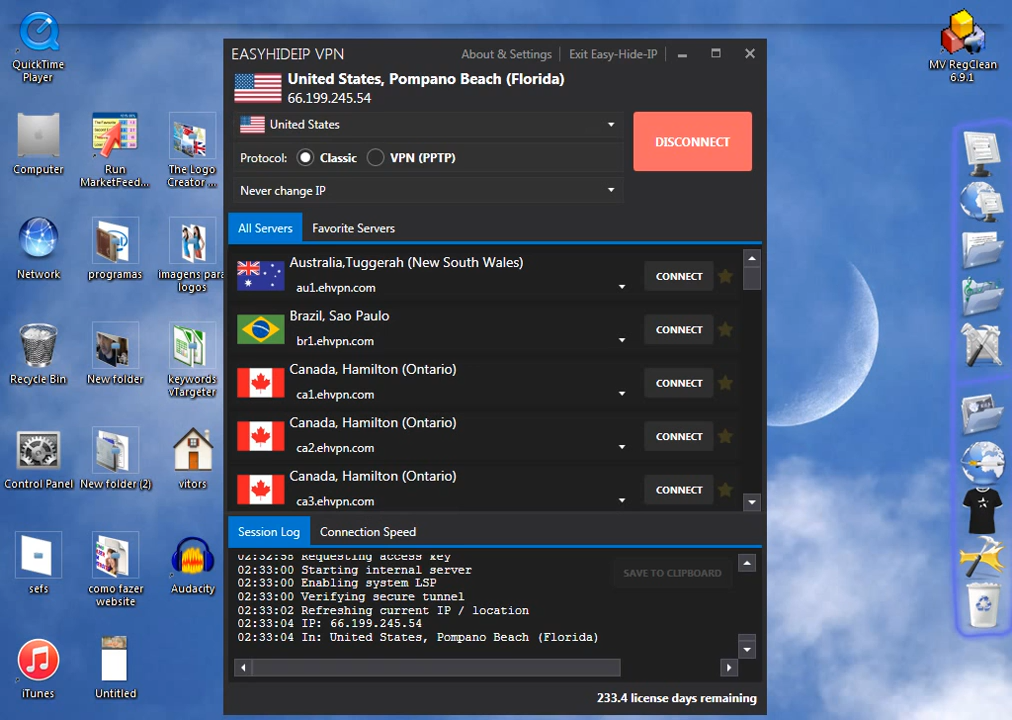 QuickTime
Player
Computer
Run
MarketFeed...
The Logo
Creator ...
Network
programas
imagens para
logos
Recycle Bin
New folder
keywords
vTargeter
Control Panel
New folder (2)
vitors
sefs
como fazer
website
Audacity
iTunes
Untitled
EASYHIDEIP VPN
About & Settings
Exit Easy-Hide-IP
United States, Pompano Beach (Florida)
66.199.245.54
United States
DISCONNECT
Protocol: Classic VPN (PPTP)
Never change IP
All Servers Favorite Servers
Australia,Tuggerah (New South Wales)
au1.ehvpn.com
CONNECT
Brazil, Sao Paulo
br1.ehvpn.com
CONNECT
Canada, Hamilton (Ontario)
ca1.ehvpn.com
CONNECT
Canada, Hamilton (Ontario)
ca2.ehvpn.com
CONNECT
Canada, Hamilton (Ontario)
ca3.ehvpn.com
CONNECT
Session Log Connection Speed
02:32:58 Requesting access key
02:33:00 Starting internal server
02:33:00 Enabling system LSP
02:33:00 Verifying secure tunnel
02:33:02 Refreshing current IP / location
02:33:04 IP: 66.199.245.54
02:33:04 In: United States, Pompano Beach (Florida)
SAVE TO CLIPBOARD
233.4 license days remaining
MV RegClean
6.9.1